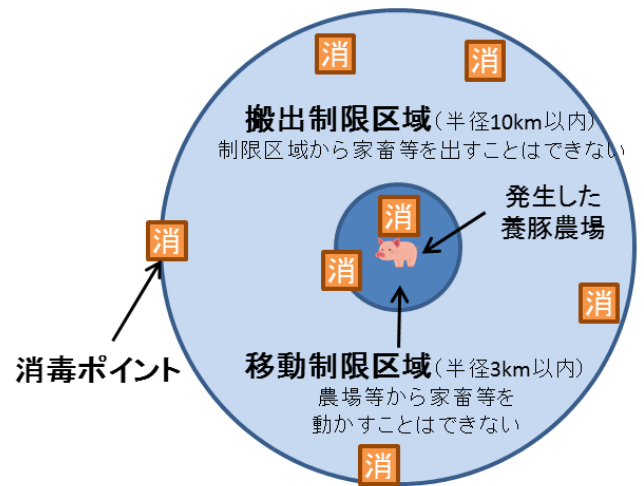 消
消
搬出制限区域(半径10km以内)
制限区域から家畜等を出すことはできない
消
発生した
養豚農場
消
消
消
消毒ポイント
移動制限区域(半径3km以内)
農場等から家畜等を
動かすことはできない
消